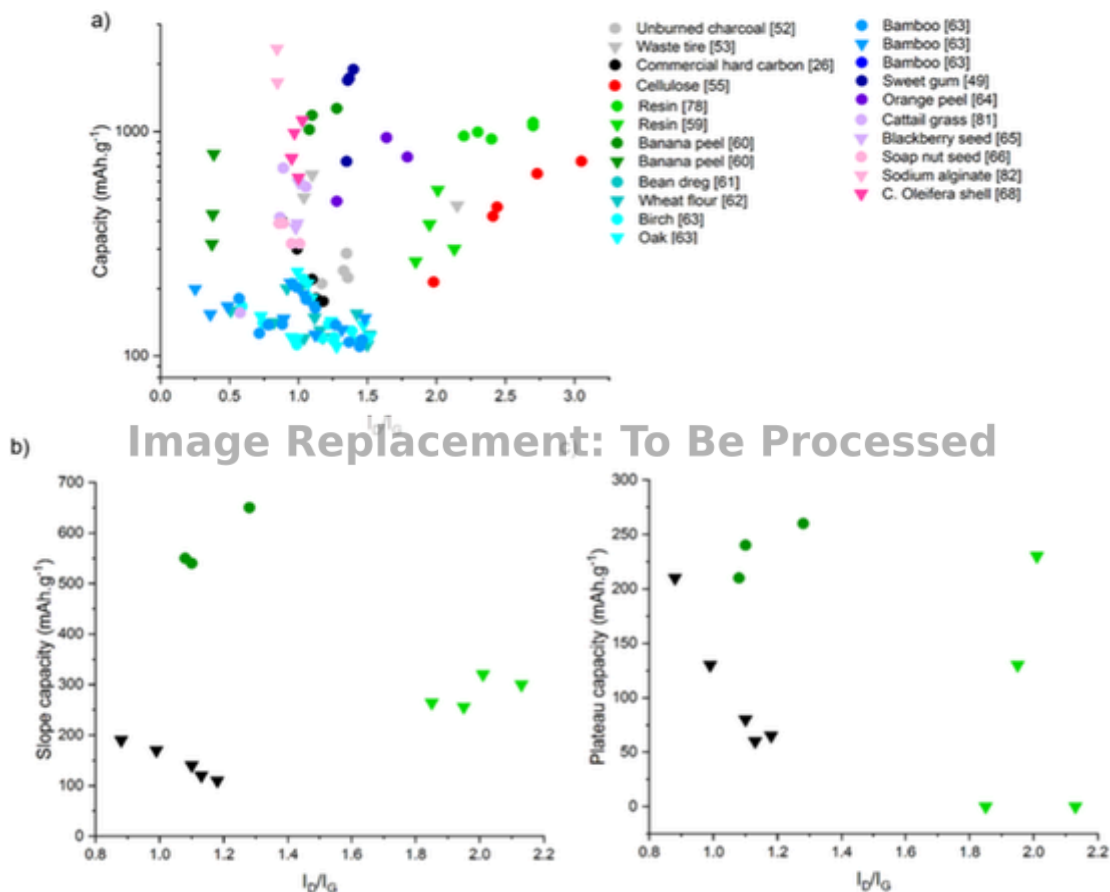 a)
Capacity (mAh.g⁻¹)
1000
100
0.0 0.5 1.0 1.5 2.0 2.5 3.0
I_D/I_G
Unburned charcoal [52]
Waste tire [53]
Commercial hard carbon [26]
Cellulose [55]
Resin [78]
Resin [59]
Banana peel [60]
Banana peel [60]
Bean dreg [61]
Wheat flour [62]
Birch [63]
Oak [63]
Bamboo [63]
Bamboo [63]
Bamboo [63]
Sweet gum [49]
Orange peel [64]
Cattail grass [81]
Blackberry seed [65]
Soap nut seed [66]
Sodium alginate [82]
C. Oleifera shell [68]
Image Replacement: To Be Processed
b)
Slope capacity (mAh.g⁻¹)
700
600
500
400
300
200
100
0
0.8 1.0 1.2 1.4 1.6 1.8 2.0 2.2
I_D/I_G
c)
Plateau capacity (mAh.g⁻¹)
300
250
200
150
100
50
0
0.8 1.0 1.2 1.4 1.6 1.8 2.0 2.2
I_D/I_G